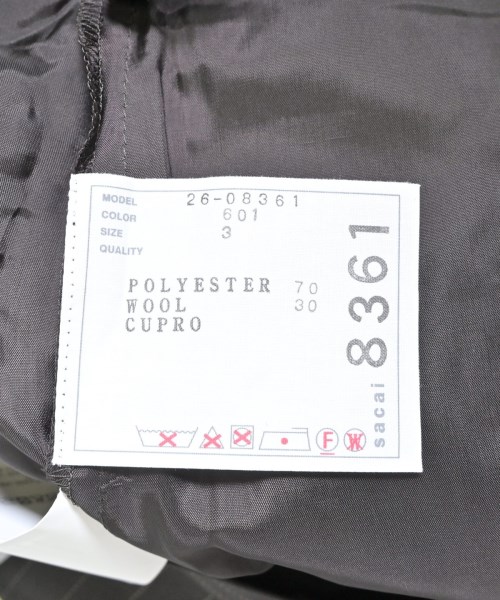 MODEL 26-08361
COLOR 601
SIZE 3
QUALITY
POLYESTER 70
WOOL 30
CUPRO
F
W
sacai 8361